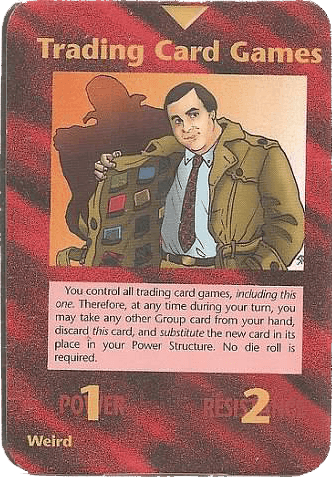 Trading Card Games
You control all trading card games, including this
one. Therefore, at any time during your turn, you
may take any other Group card from your hand,
discard this card, and substitute the new card in its
place in your Power Structure. No die roll is
required.
POWER 1 RESISTANCE 2
Weird